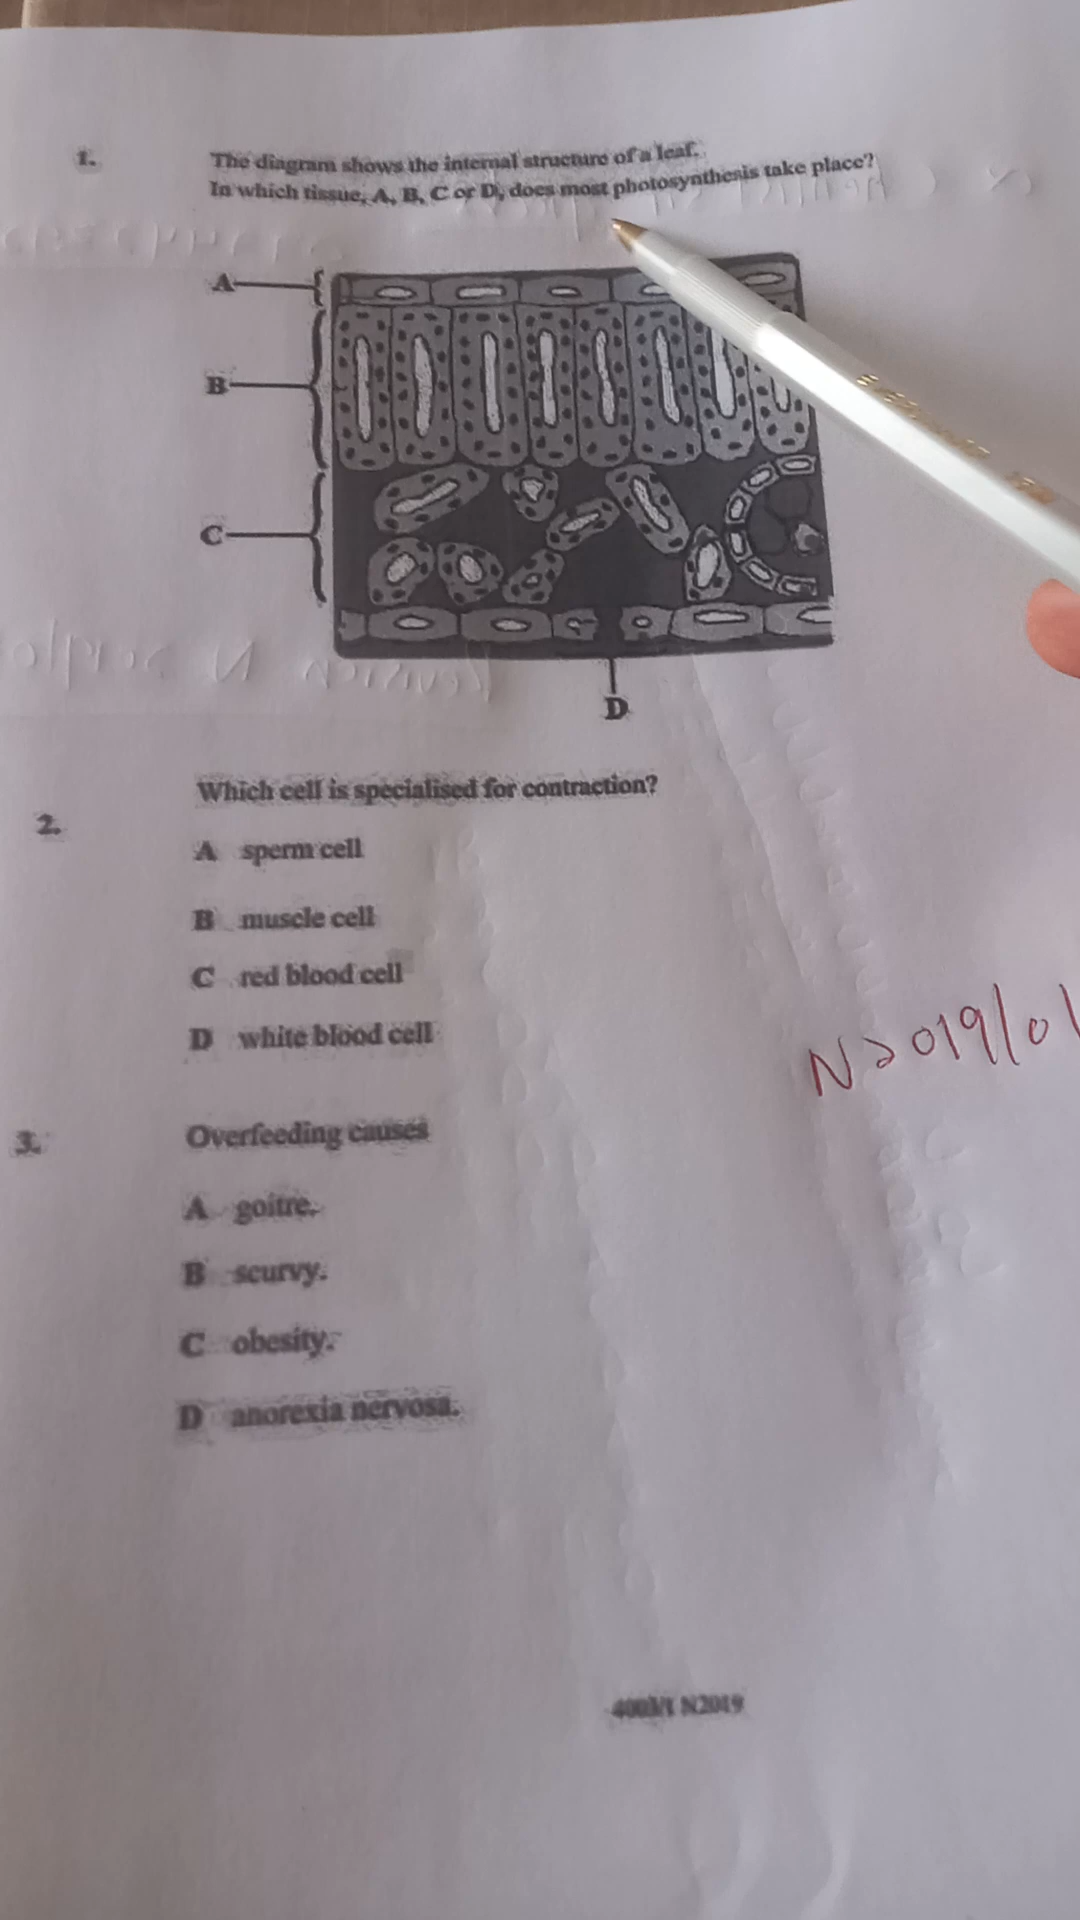 1.
The diagram shows the internal structure of a leaf.
In which tissue, A, B, C or D, does most photosynthesis take place?
A
B
C
D
2.
Which cell is specialised for contraction?
A sperm cell
B muscle cell
C red blood cell
D white blood cell
N2019/01
3.
Overfeeding causes
A goitre.
B scurvy.
C obesity.
D anorexia nervosa.
N2019